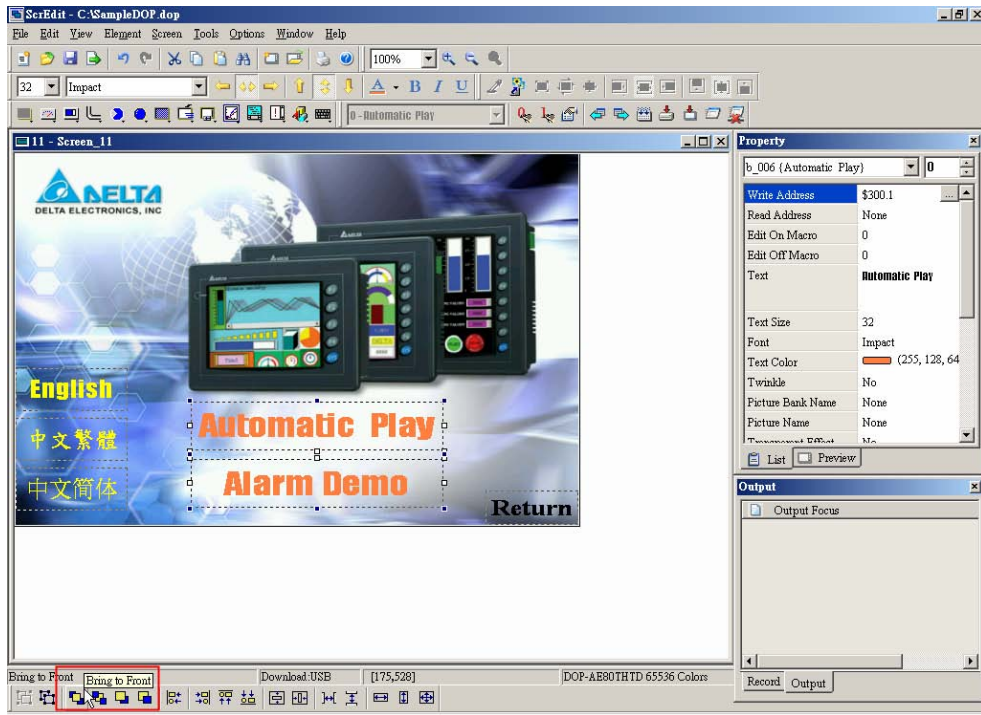 ScrEdit - C:\SampleDOP.dop
File Edit View Element Screen Tools Options Window Help
100%
32 Impact A B I U
0 - Automatic Play
11 - Screen_11
DELTA
DELTA ELECTRONICS, INC
English
中文繁體
中文简体
Automatic Play
Alarm Demo
Return
Property
b_006 {Automatic Play} 0
Write Address $300.1 ...
Read Address None
Edit On Macro 0
Edit Off Macro 0
Text Automatic Play
Text Size 32
Font Impact
Text Color (255, 128, 64
Twinkle No
Picture Bank Name None
Picture Name None
Transparent Effect No
List Preview
Output
Output Focus
Record Output
Bring to Front Download:USB [175,528] DOP-AE80THTD 65536 Colors
Bring to Front